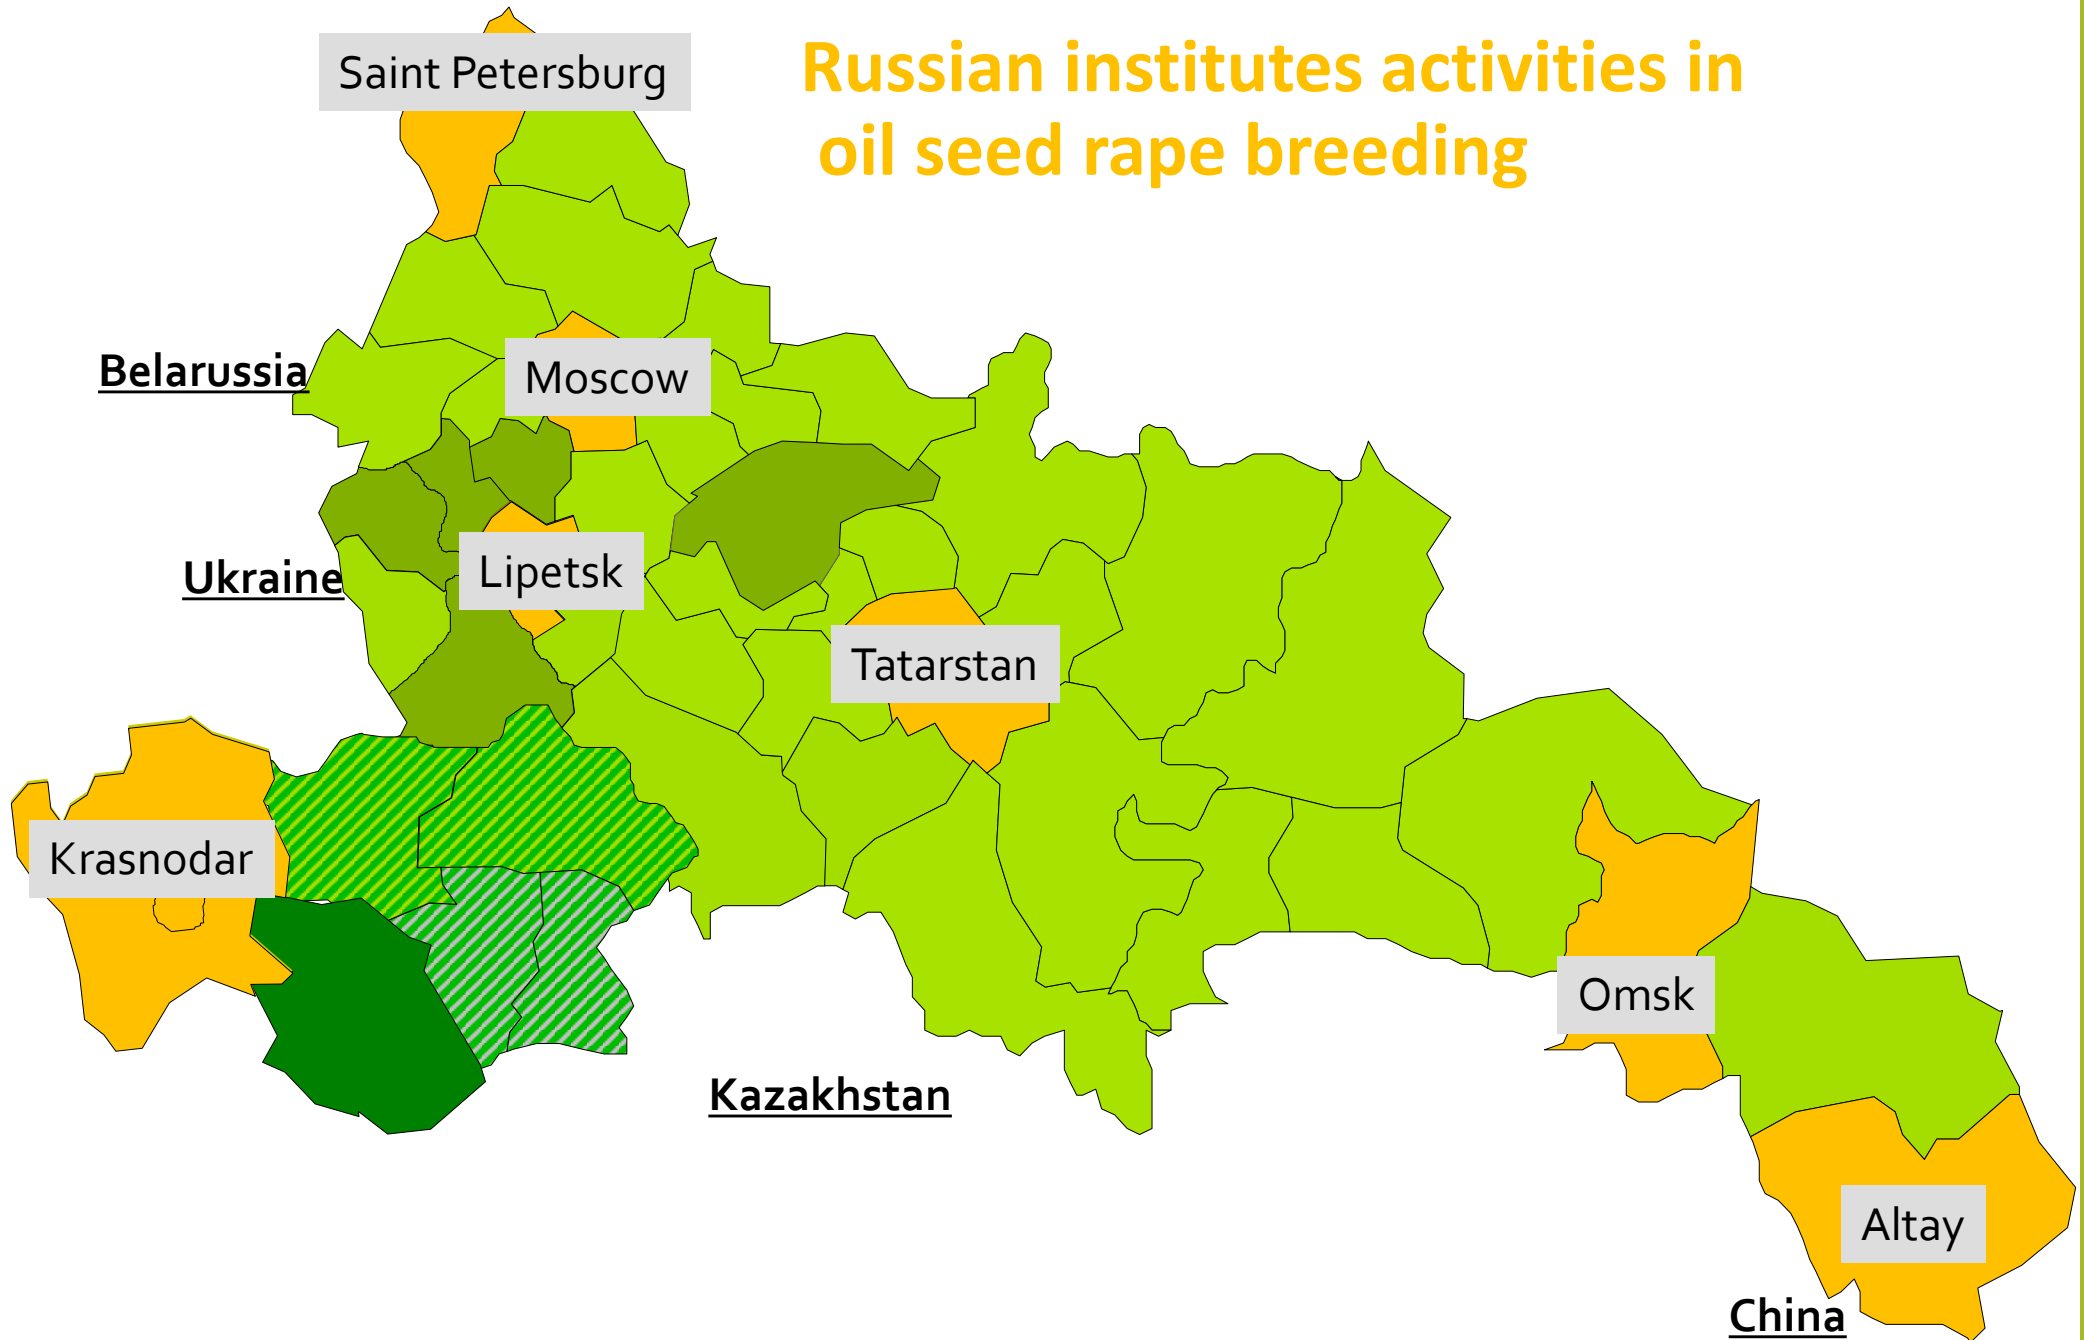 Russian institutes activities in
oil seed rape breeding
Saint Petersburg
Belarussia
Moscow
Ukraine
Lipetsk
Tatarstan
Krasnodar
Omsk
Kazakhstan
Altay
China